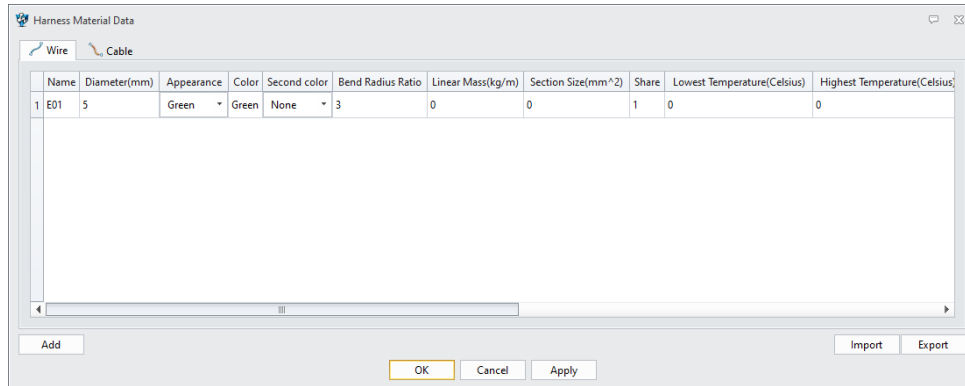 Harness Material Data
Wire Cable
Name Diameter(mm) Appearance Color Second color Bend Radius Ratio Linear Mass(kg/m) Section Size(mm^2) Share Lowest Temperature(Celsius) Highest Temperature(Celsius)
1 E01 5 Green Green None 3 0 0 1 0 0
Add Import Export
OK Cancel Apply